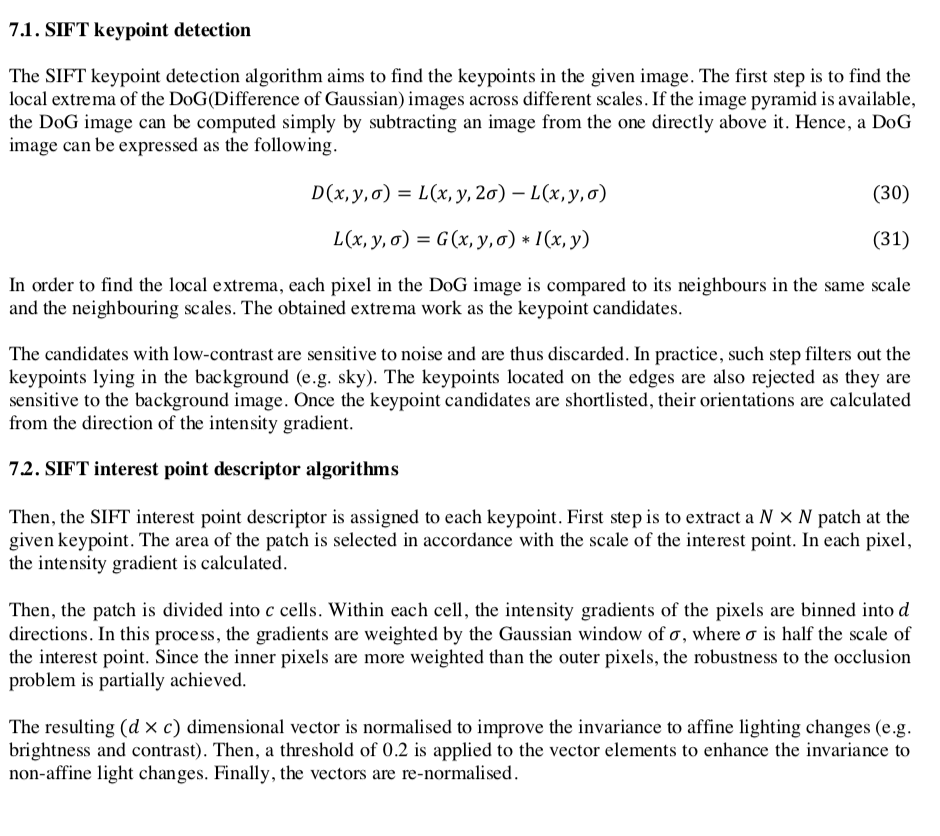 7.1. SIFT keypoint detection
The SIFT keypoint detection algorithm aims to find the keypoints in the given image. The first step is to find the
local extrema of the DoG(Difference of Gaussian) images across different scales. If the image pyramid is available,
the DoG image can be computed simply by subtracting an image from the one directly above it. Hence, a DoG
image can be expressed as the following.
D(x, y, σ) = L(x, y, 2σ) − L(x, y, σ) (30)
L(x, y, σ) = G(x, y, σ) ∗ I(x, y) (31)
In order to find the local extrema, each pixel in the DoG image is compared to its neighbours in the same scale
and the neighbouring scales. The obtained extrema work as the keypoint candidates.
The candidates with low-contrast are sensitive to noise and are thus discarded. In practice, such step filters out the
keypoints lying in the background (e.g. sky). The keypoints located on the edges are also rejected as they are
sensitive to the background image. Once the keypoint candidates are shortlisted, their orientations are calculated
from the direction of the intensity gradient.
7.2. SIFT interest point descriptor algorithms
Then, the SIFT interest point descriptor is assigned to each keypoint. First step is to extract a N × N patch at the
given keypoint. The area of the patch is selected in accordance with the scale of the interest point. In each pixel,
the intensity gradient is calculated.
Then, the patch is divided into c cells. Within each cell, the intensity gradients of the pixels are binned into d
directions. In this process, the gradients are weighted by the Gaussian window of σ, where σ is half the scale of
the interest point. Since the inner pixels are more weighted than the outer pixels, the robustness to the occlusion
problem is partially achieved.
The resulting (d × c) dimensional vector is normalised to improve the invariance to affine lighting changes (e.g.
brightness and contrast). Then, a threshold of 0.2 is applied to the vector elements to enhance the invariance to
non-affine light changes. Finally, the vectors are re-normalised.